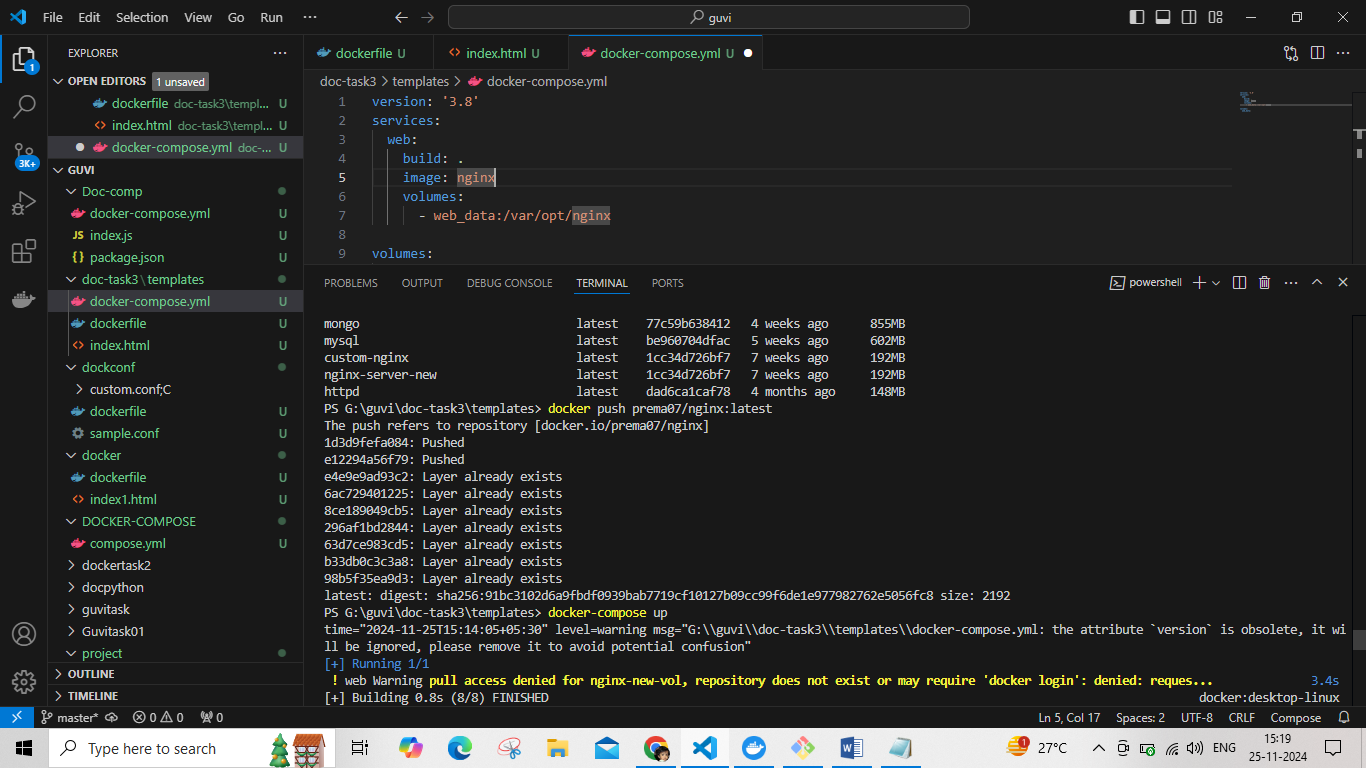 File Edit Selection View Go Run ··· guvi
EXPLORER
OPEN EDITORS 1 unsaved
dockerfile doc-task3\templ... U
index.html doc-task3\templ... U
docker-compose.yml doc-... U
GUVI
Doc-comp
docker-compose.yml U
JS index.js U
{} package.json U
doc-task3\templates
docker-compose.yml U
dockerfile U
index.html U
dockconf
custom.conf;C
dockerfile U
sample.conf U
docker
dockerfile U
index1.html U
DOCKER-COMPOSE
compose.yml U
dockertask2
docpython
guvitask
Guvitask01
project
OUTLINE
TIMELINE
1
3K+
dockerfile U index.html U docker-compose.yml U
doc-task3 > templates > docker-compose.yml
1 version: '3.8'
2 services:
3 web:
4 build: .
5 image: nginx
6 volumes:
7 - web_data:/var/opt/nginx
8
9 volumes:
PROBLEMS OUTPUT DEBUG CONSOLE TERMINAL PORTS powershell
mongo latest 77c59b638412 4 weeks ago 855MB
mysql latest be960704dfac 5 weeks ago 602MB
custom-nginx latest 1cc34d726bf7 7 weeks ago 192MB
nginx-server-new latest 1cc34d726bf7 7 weeks ago 192MB
httpd latest dad6ca1caf78 4 months ago 148MB
PS G:\guvi\doc-task3\templates> docker push prema07/nginx:latest
The push refers to repository [docker.io/prema07/nginx]
1d3d9fefa084: Pushed
e12294a56f79: Pushed
e4e9e9ad93c2: Layer already exists
6ac729401225: Layer already exists
8ce189049cb5: Layer already exists
296af1bd2844: Layer already exists
63d7ce983cd5: Layer already exists
b33db0c3c3a8: Layer already exists
98b5f35ea9d3: Layer already exists
latest: digest: sha256:91bc3102d6a9fbdf0939bab7719cf10127b09cc99f6de1e977982762e5056fc8 size: 2192
PS G:\guvi\doc-task3\templates> docker-compose up
time="2024-11-25T15:14:05+05:30" level=warning msg="G:\\guvi\\doc-task3\\templates\\docker-compose.yml: the attribute `version` is obsolete, it wi
ll be ignored, please remove it to avoid potential confusion"
[+] Running 1/1
! web Warning pull access denied for nginx-new-vol, repository does not exist or may require 'docker login': denied: reques... 3.4s
[+] Building 0.8s (8/8) FINISHED docker:desktop-linux
master* 0 0 0 Ln 5, Col 17 Spaces: 2 UTF-8 CRLF Compose
Type here to search 1 27°C ENG 15:19
25-11-2024